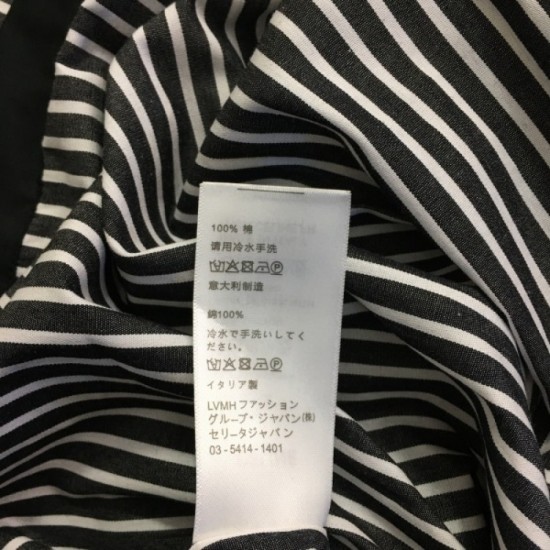 100% 棉
请用冷水手洗
意大利制造
綿100%
冷水で手洗いしてく
ださい。
イタリア製
LVMHファッション
グループ・ジャパン(株)
セリータジャパン
03-5414-1401